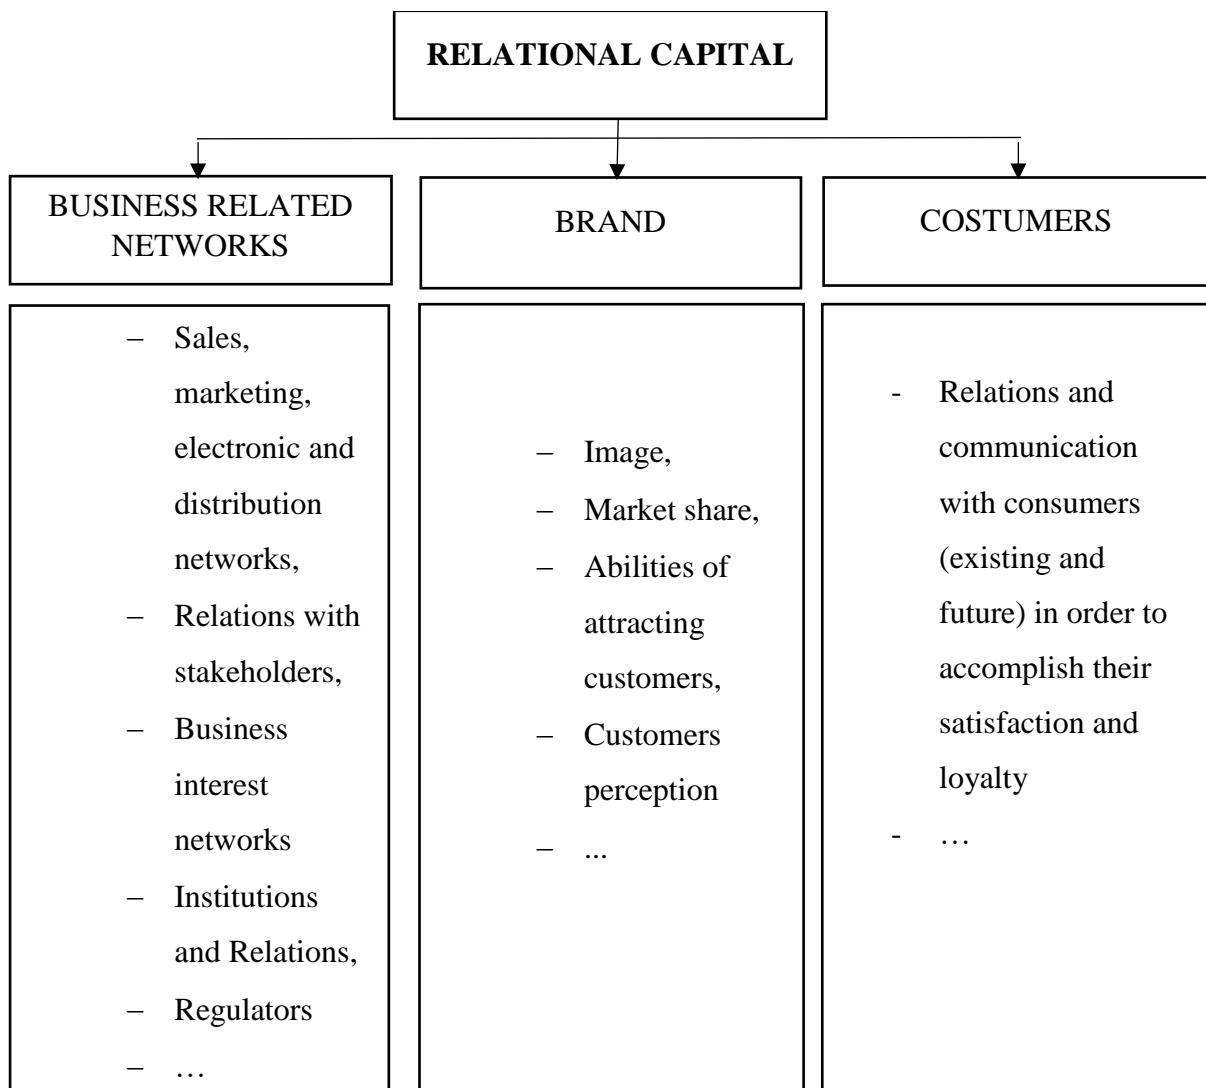 RELATIONAL CAPITAL
BUSINESS RELATED
NETWORKS
– Sales,
marketing,
electronic and
distribution
networks,
– Relations with
stakeholders,
– Business
interest
networks
– Institutions
and Relations,
– Regulators
– …
BRAND
– Image,
– Market share,
– Abilities of
attracting
customers,
– Customers
perception
– ...
COSTUMERS
- Relations and
communication
with consumers
(existing and
future) in order to
accomplish their
satisfaction and
loyalty
- …